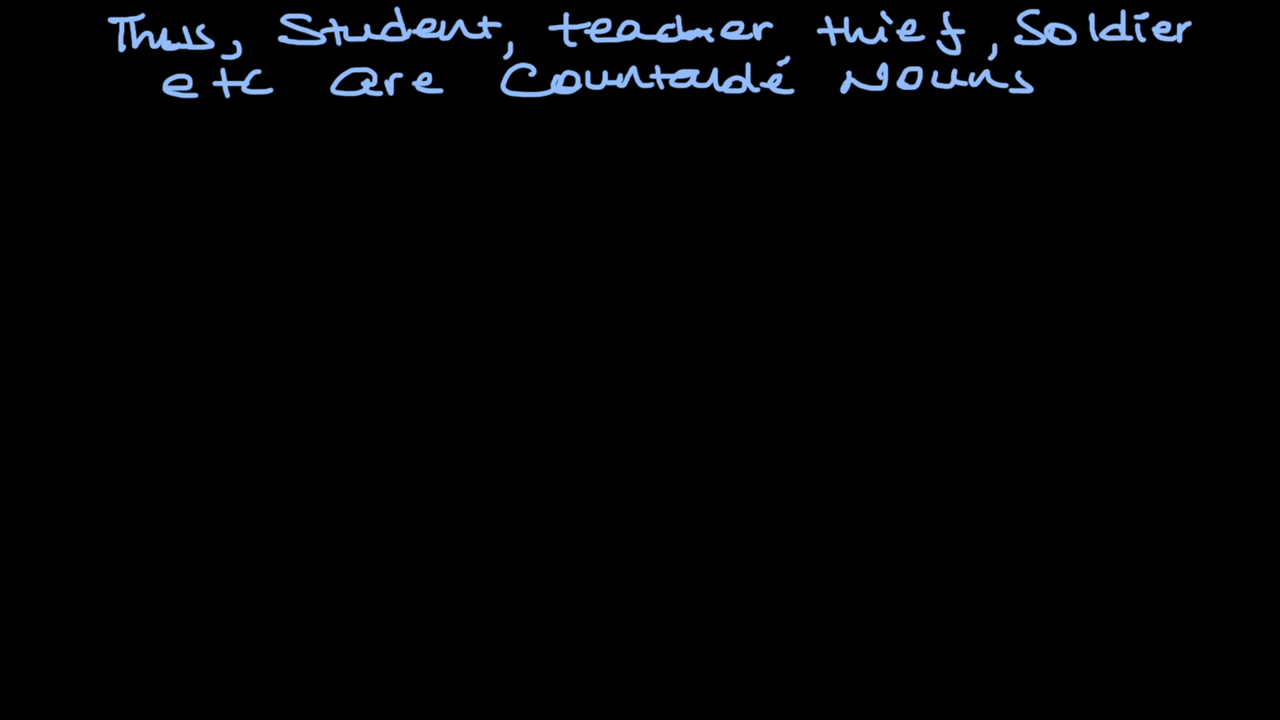 Thus, Student, teacher thief, Soldier
etc are Countable Nouns